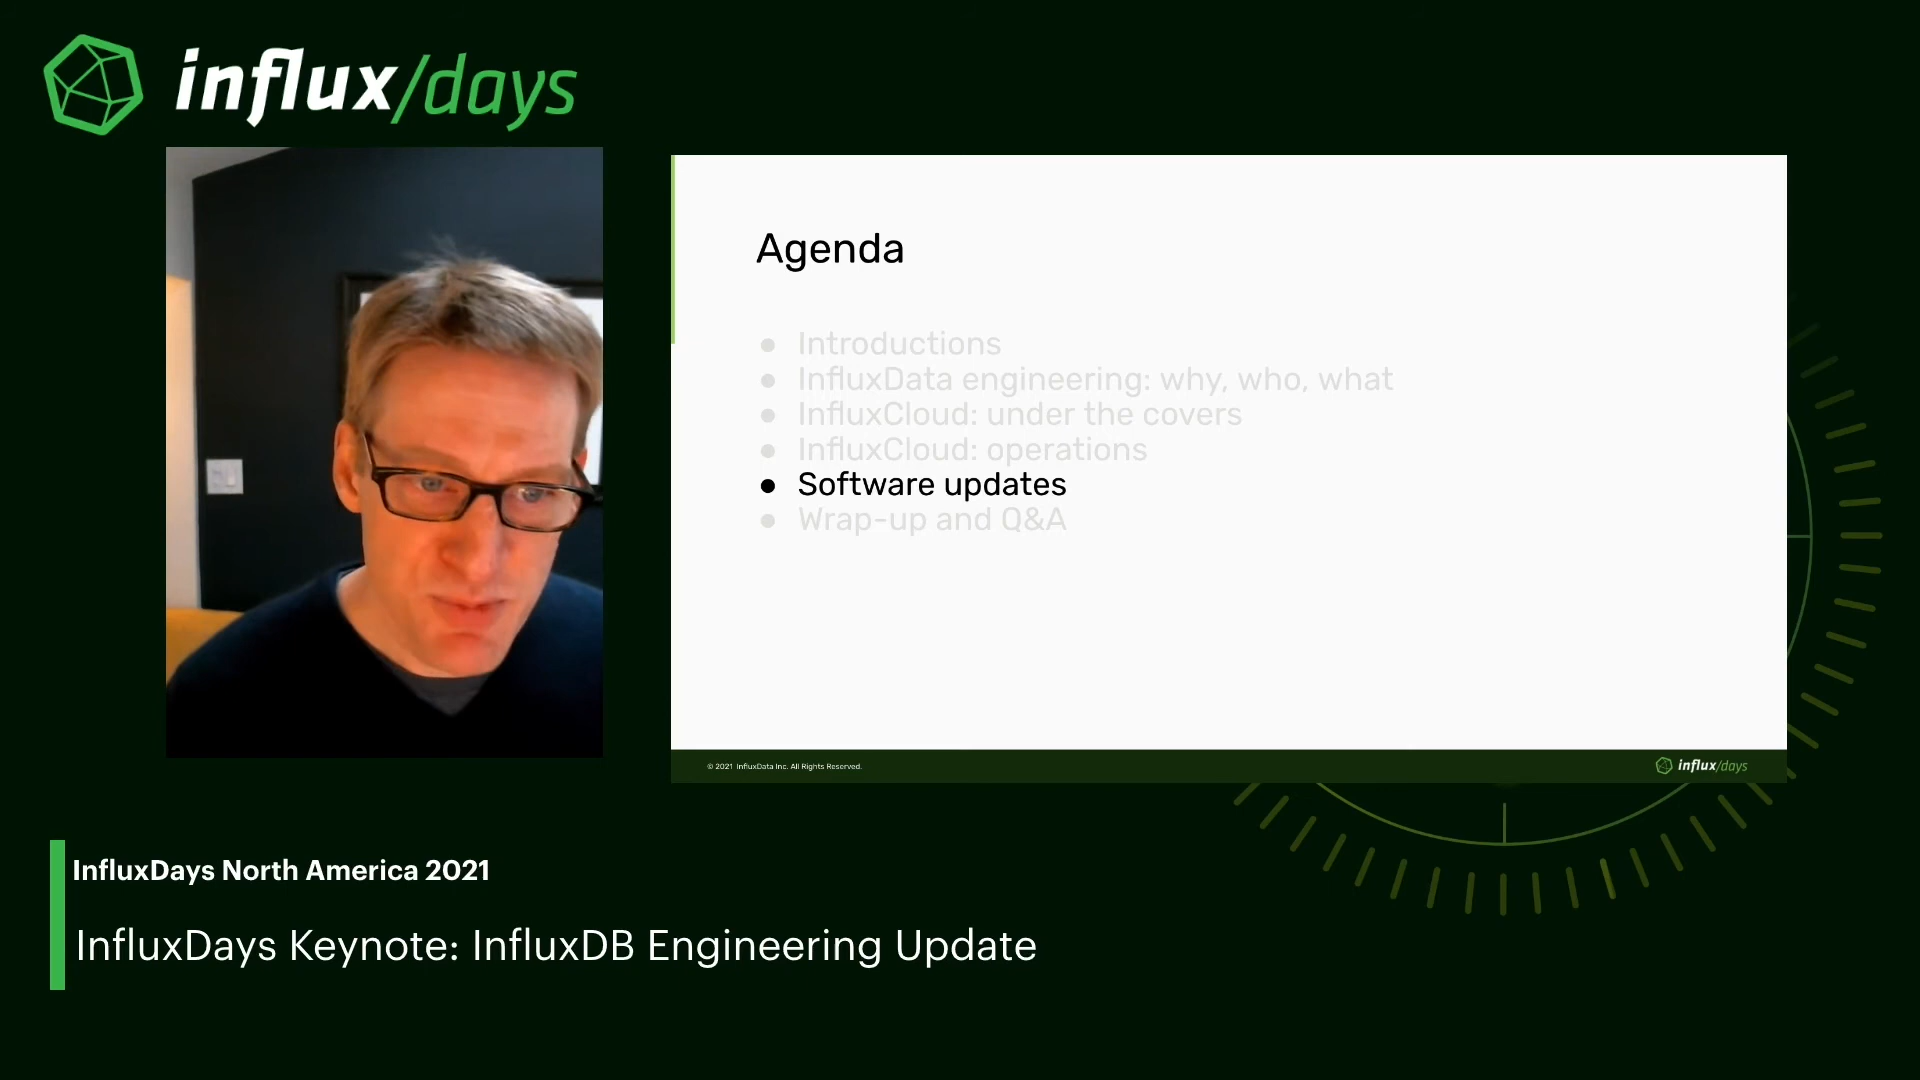 influx/days
Agenda
● Introductions
● InfluxData engineering: why, who, what
● InfluxCloud: under the covers
● InfluxCloud: operations
● Software updates
● Wrap-up and Q&A
© 2021 InfluxData Inc. All Rights Reserved.
influx/days
InfluxDays North America 2021
InfluxDays Keynote: InfluxDB Engineering Update